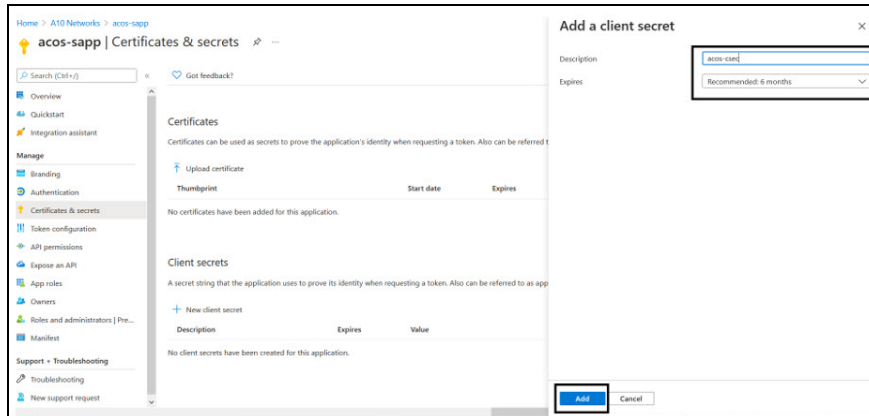 Home > A10 Networks > acos-sapp
acos-sapp | Certificates & secrets
Search (Ctrl+/)
Overview
Quickstart
Integration assistant
Manage
Branding
Authentication
Certificates & secrets
Token configuration
API permissions
Expose an API
App roles
Owners
Roles and administrators | Pre...
Manifest
Support + Troubleshooting
Troubleshooting
New support request
Got feedback?
Certificates
Certificates can be used as secrets to prove the application's identity when requesting a token. Also can be referred t
Upload certificate
Thumbprint Start date Expires
No certificates have been added for this application.
Client secrets
A secret string that the application uses to prove its identity when requesting a token. Also can be referred to as app
New client secret
Description Expires Value
No client secrets have been created for this application.
Add a client secret
Description acos-csec
Expires Recommended: 6 months
Add Cancel